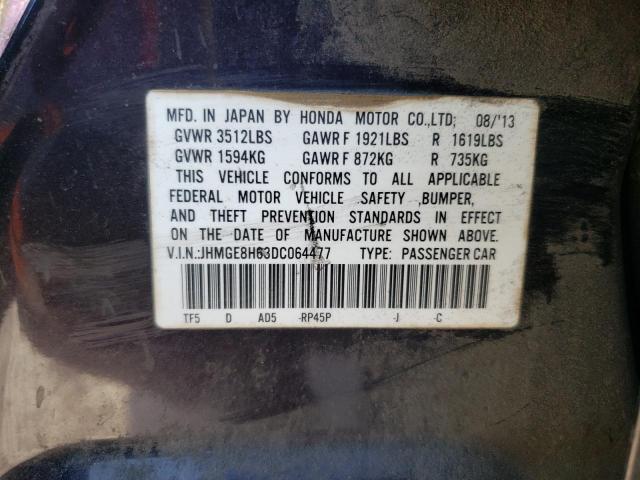 MFD. IN JAPAN BY HONDA MOTOR CO.,LTD; 08/'13
GVWR 3512LBS GAWR F 1921LBS R 1619LBS
GVWR 1594KG GAWR F 872KG R 735KG
THIS VEHICLE CONFORMS TO ALL APPLICABLE
FEDERAL MOTOR VEHICLE SAFETY ,BUMPER,
AND THEFT PREVENTION STANDARDS IN EFFECT
ON THE DATE OF MANUFACTURE SHOWN ABOVE.
V.I.N.:JHMGE8H63DC064477 TYPE: PASSENGER CAR
TF5 D AD5 -RP45P -J -C